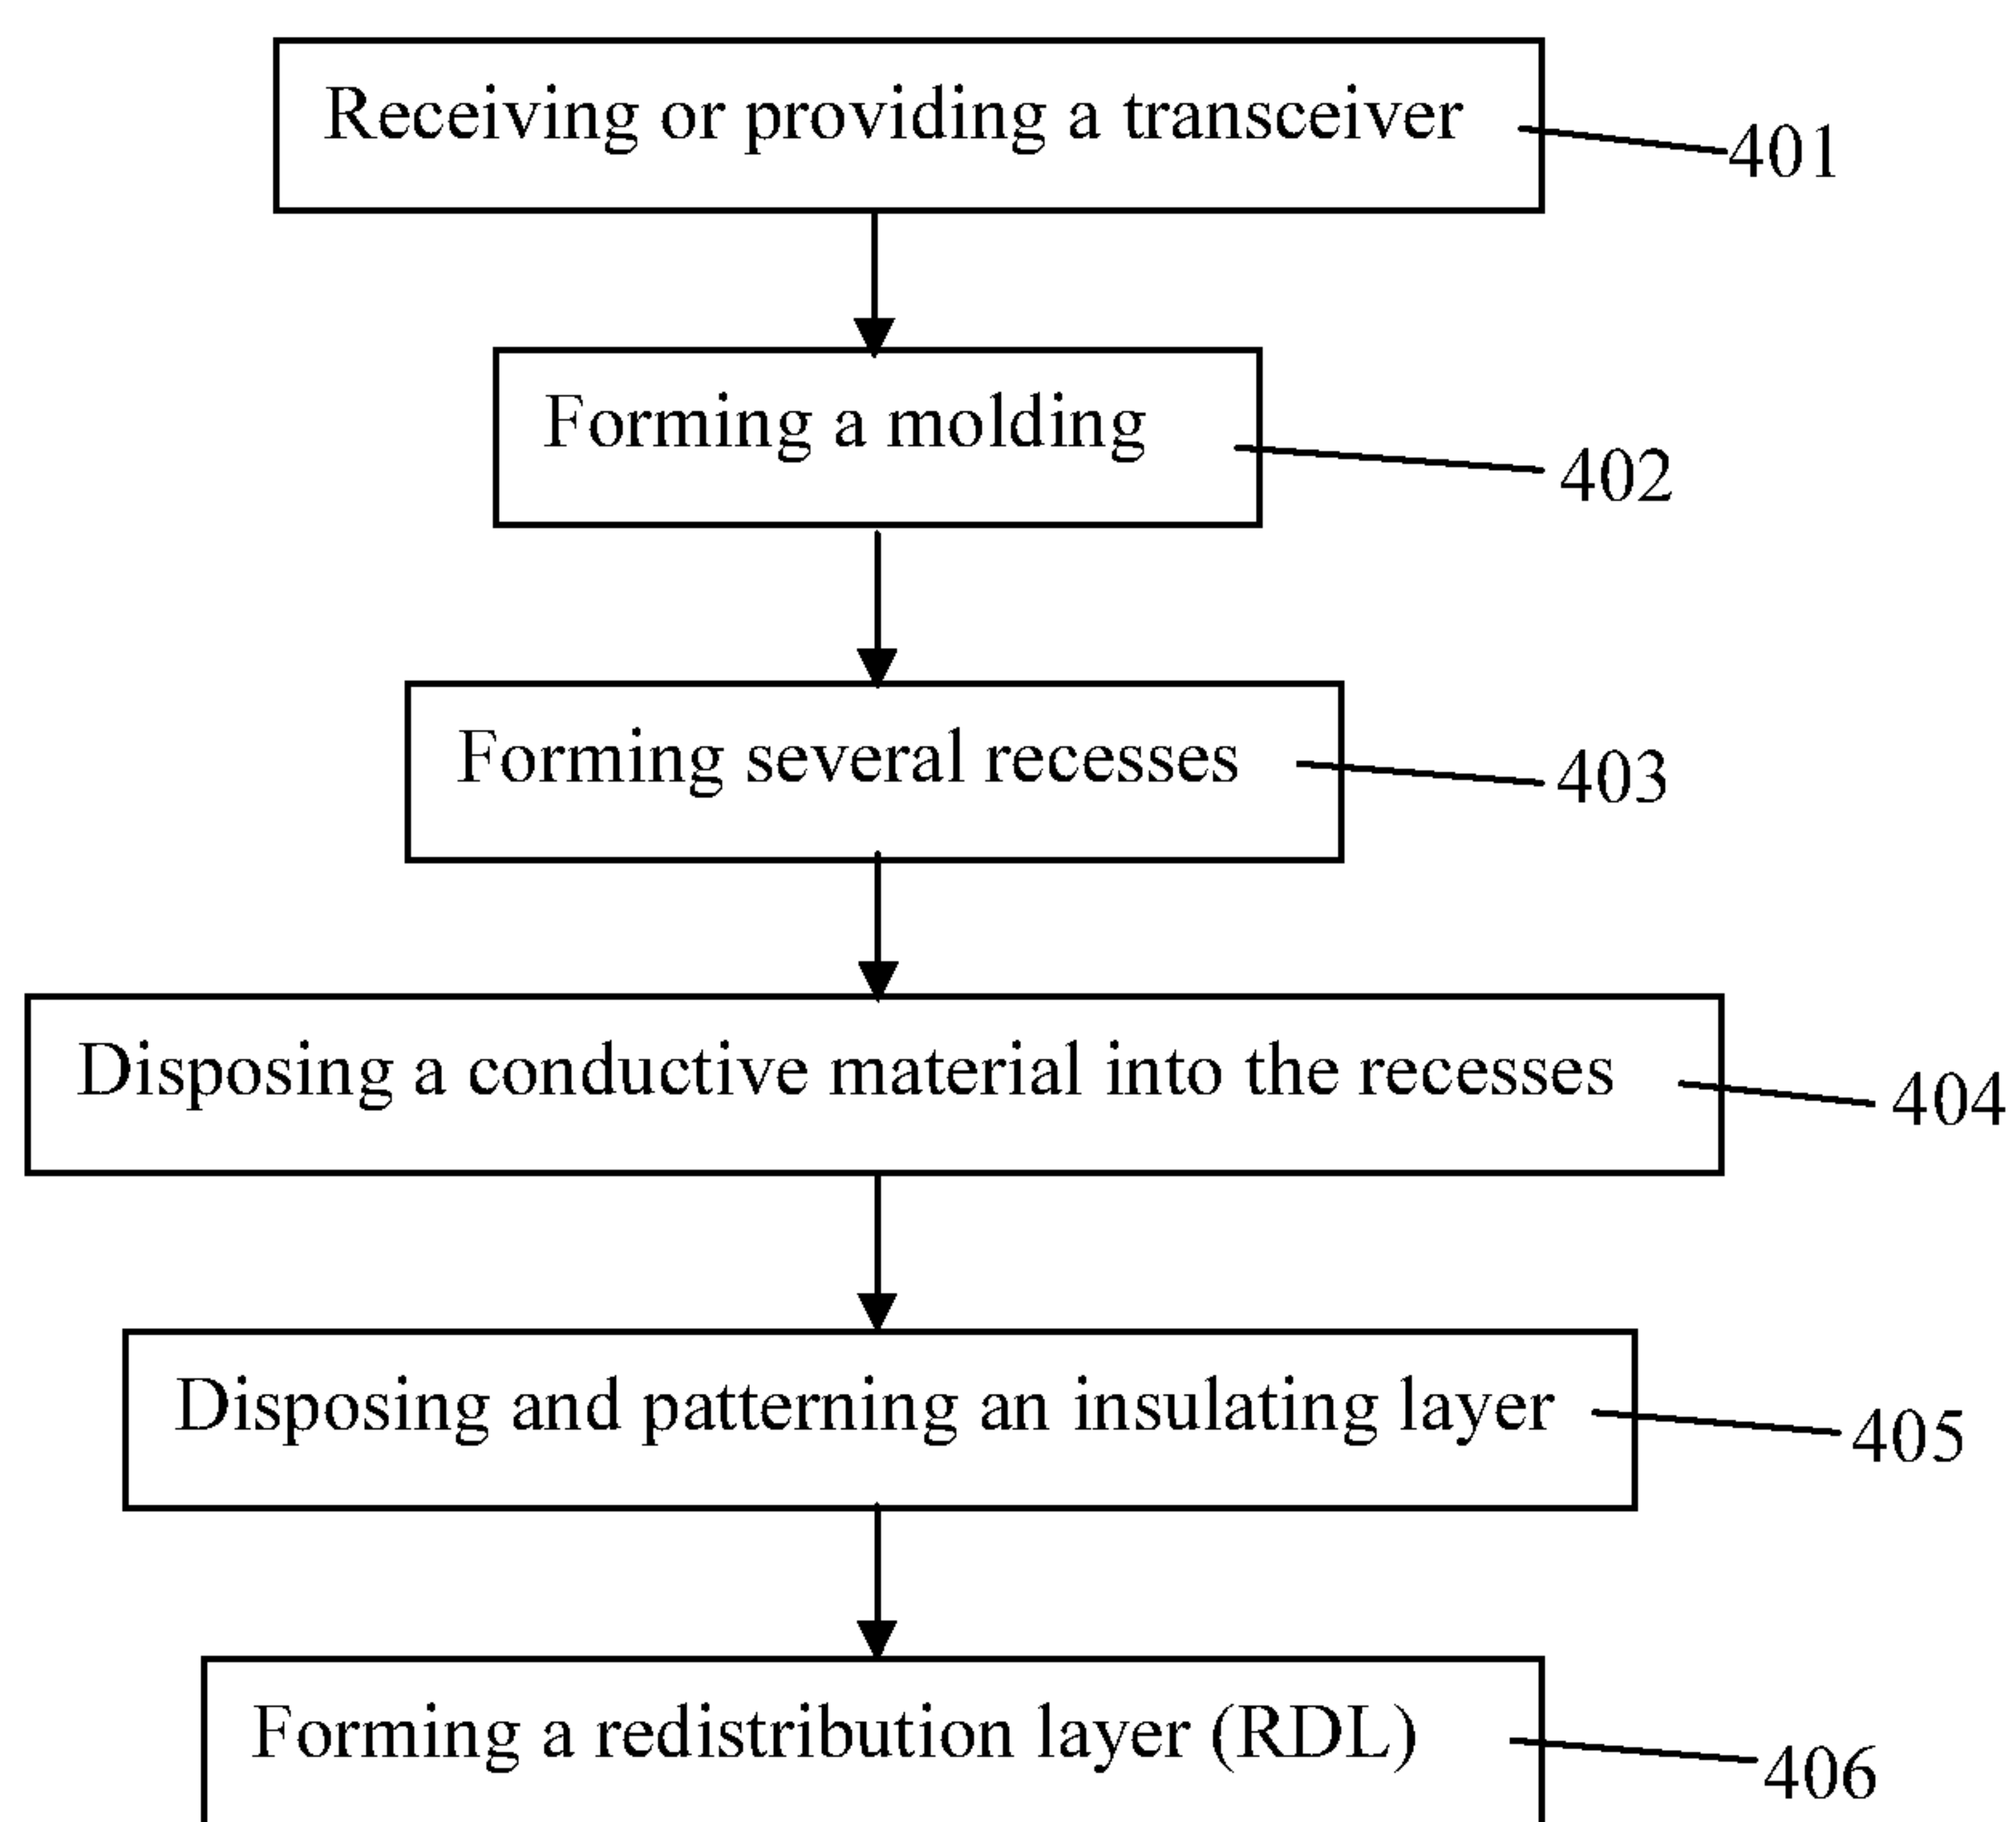 Receiving or providing a transceiver
401
Forming a molding
402
Forming several recesses
403
Disposing a conductive material into the recesses
404
Disposing and patterning an insulating layer
405
Forming a redistribution layer (RDL)
406